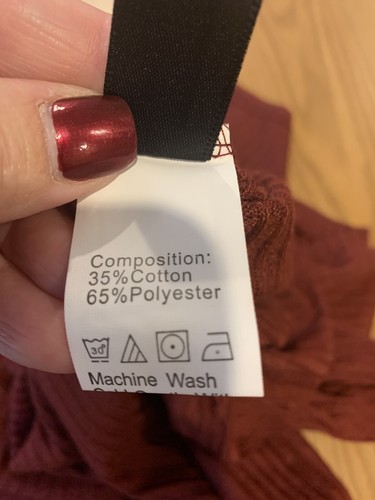 Composition:
35%Cotton
65%Polyester
30°
Machine Wash